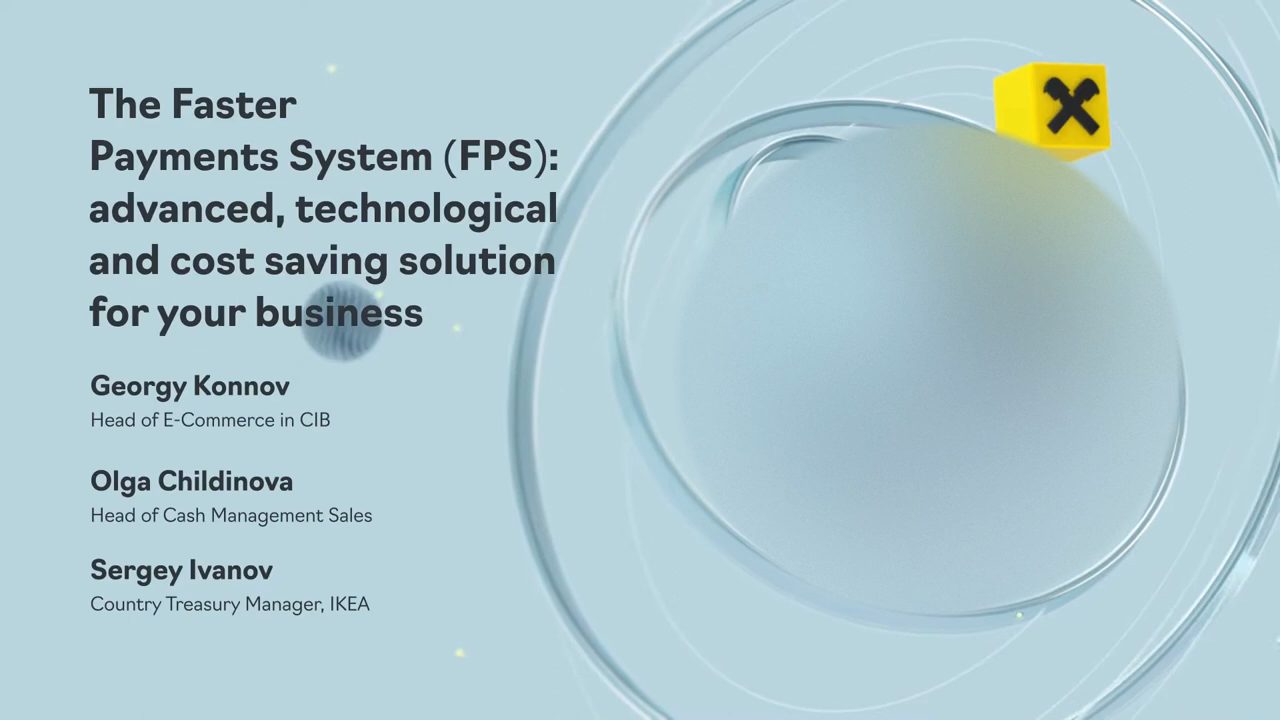 The Faster
Payments System (FPS):
advanced, technological
and cost saving solution
for your business
Georgy Konnov
Head of E-Commerce in CIB
Olga Childinova
Head of Cash Management Sales
Sergey Ivanov
Country Treasury Manager, IKEA